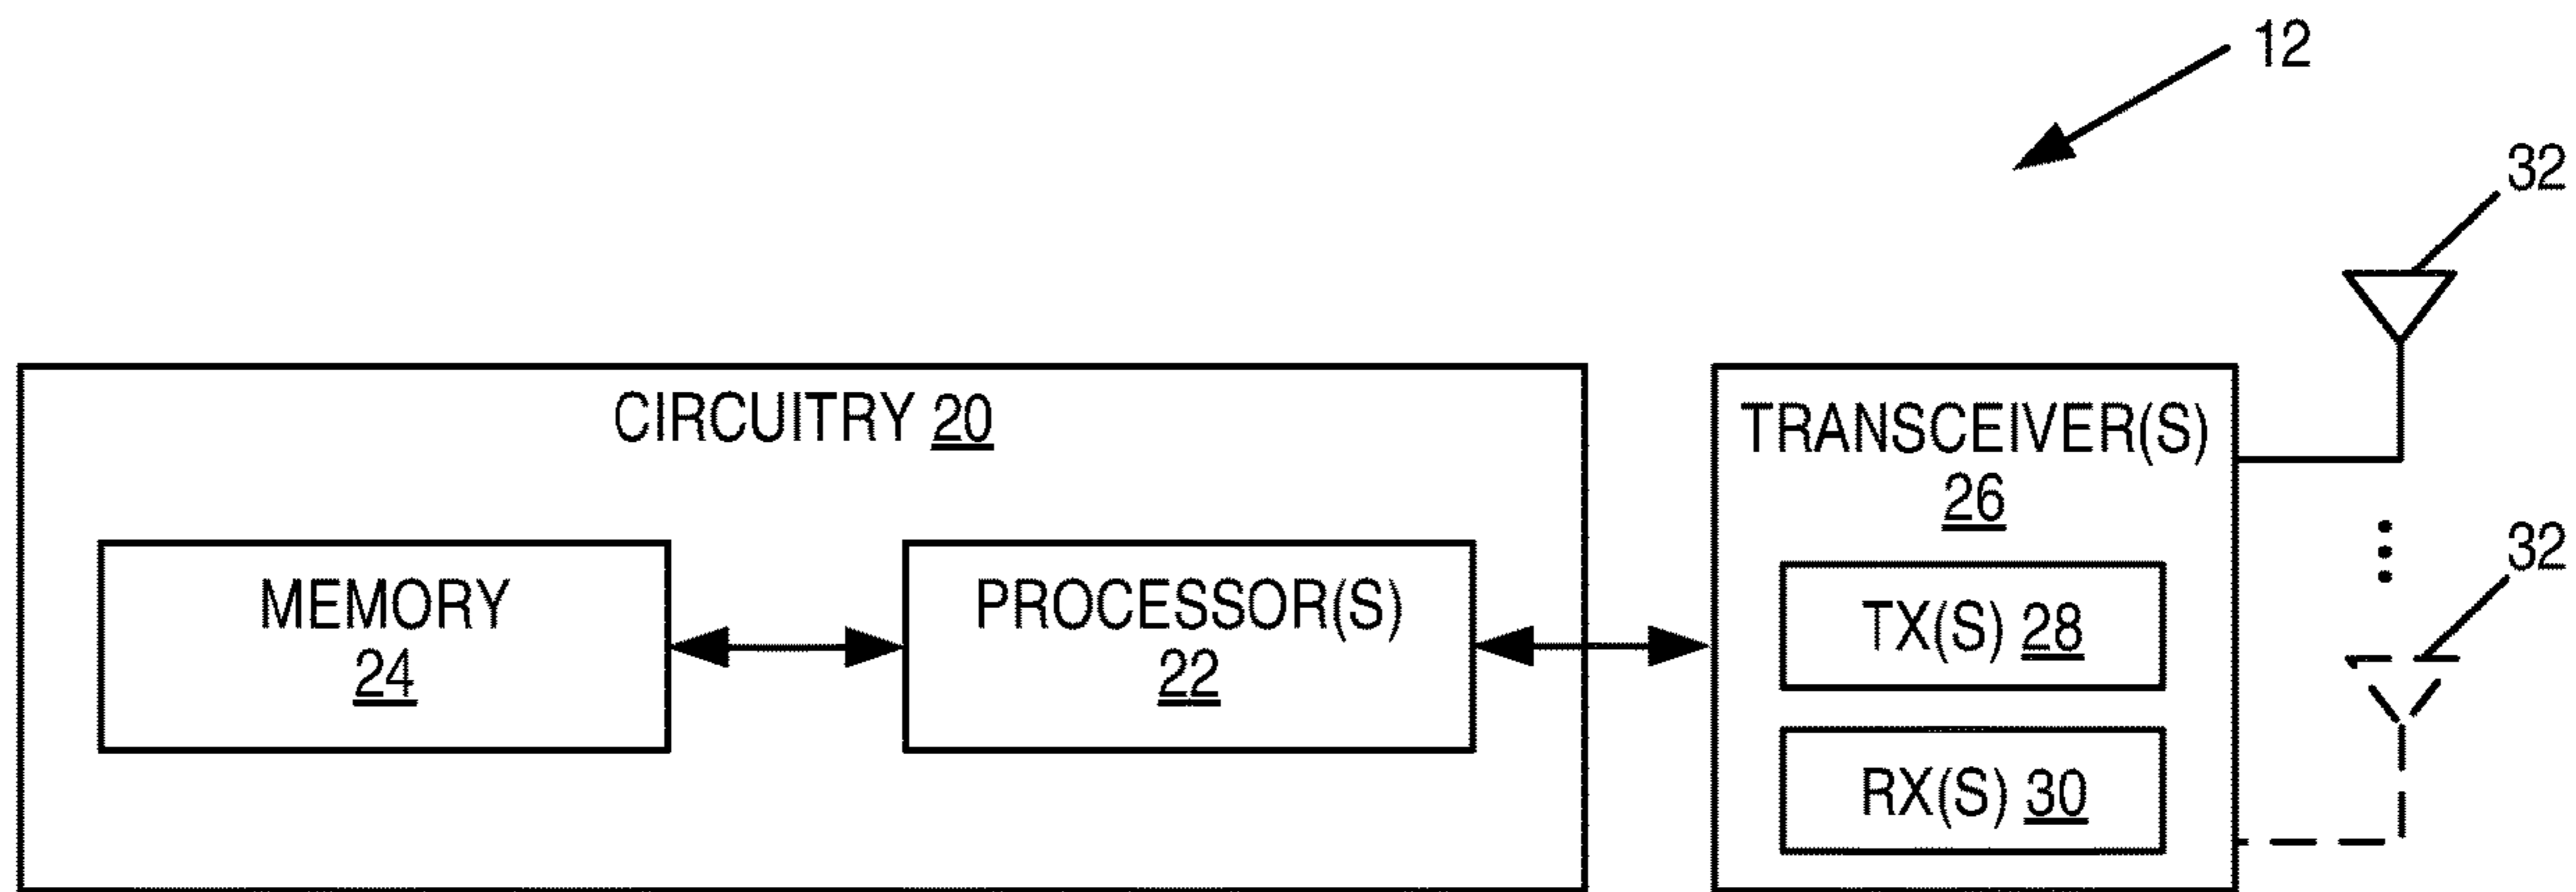 12
32
CIRCUITRY 20
TRANSCEIVER(S)
26
32
MEMORY
24
PROCESSOR(S)
22
TX(S) 28
RX(S) 30